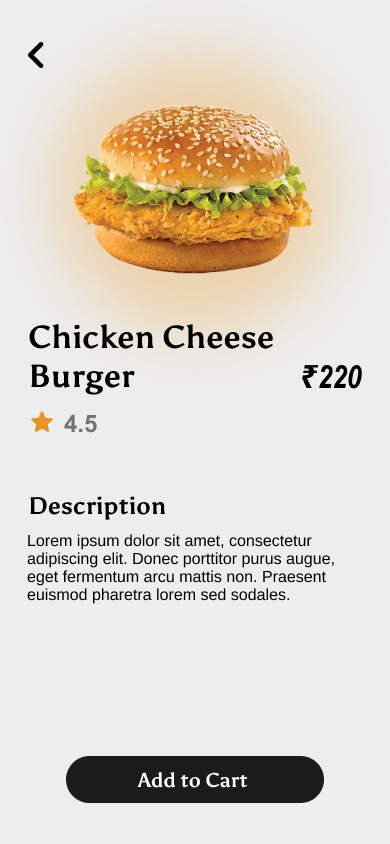 Chicken Cheese
Burger
₹220
4.5
Description
Lorem ipsum dolor sit amet, consectetur
adipiscing elit. Donec porttitor purus augue,
eget fermentum arcu mattis non. Praesent
euismod pharetra lorem sed sodales.
Add to Cart